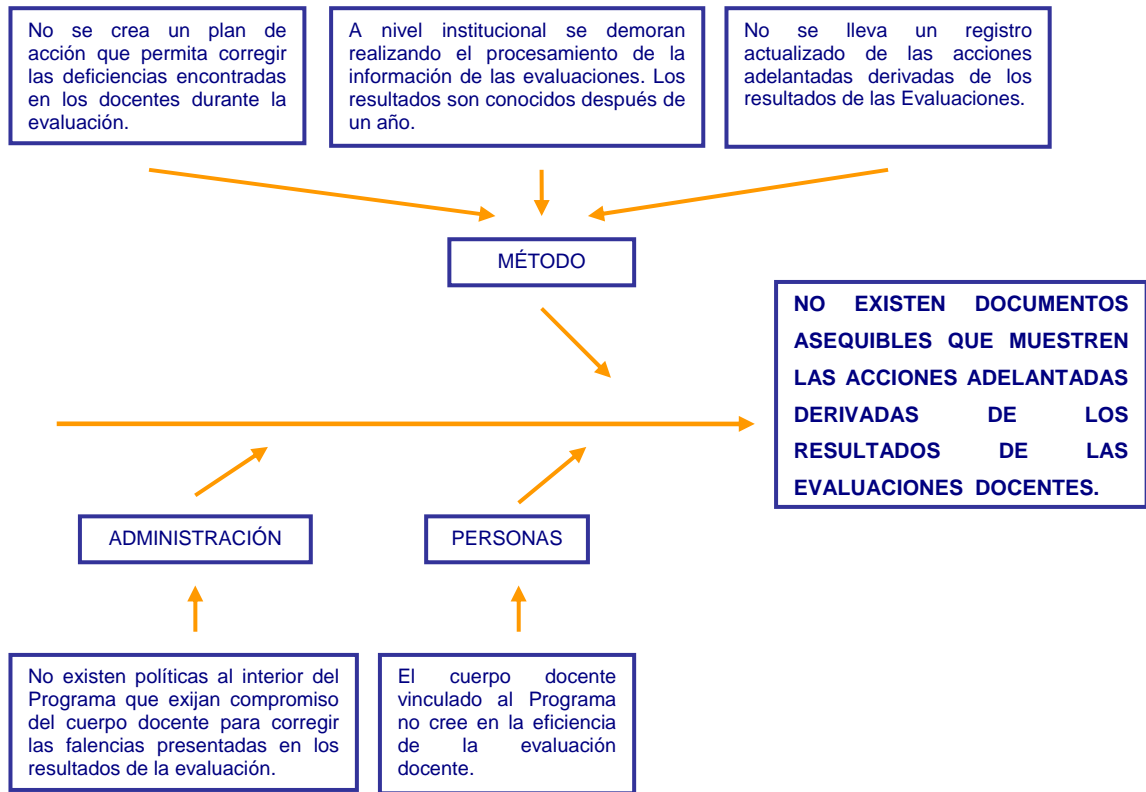 No se crea un plan de
acción que permita corregir
las deficiencias encontradas
en los docentes durante la
evaluación.
A nivel institucional se demoran
realizando el procesamiento de la
información de las evaluaciones. Los
resultados son conocidos después de
un año.
No se lleva un registro
actualizado de las acciones
adelantadas derivadas de los
resultados de las Evaluaciones.
MÉTODO
NO EXISTEN DOCUMENTOS
ASEQUIBLES QUE MUESTREN
LAS ACCIONES ADELANTADAS
DERIVADAS DE LOS
RESULTADOS DE LAS
EVALUACIONES DOCENTES.
ADMINISTRACIÓN
PERSONAS
No existen políticas al interior del
Programa que exijan compromiso
del cuerpo docente para corregir
las falencias presentadas en los
resultados de la evaluación.
El cuerpo docente
vinculado al Programa
no cree en la eficiencia
de la evaluación
docente.